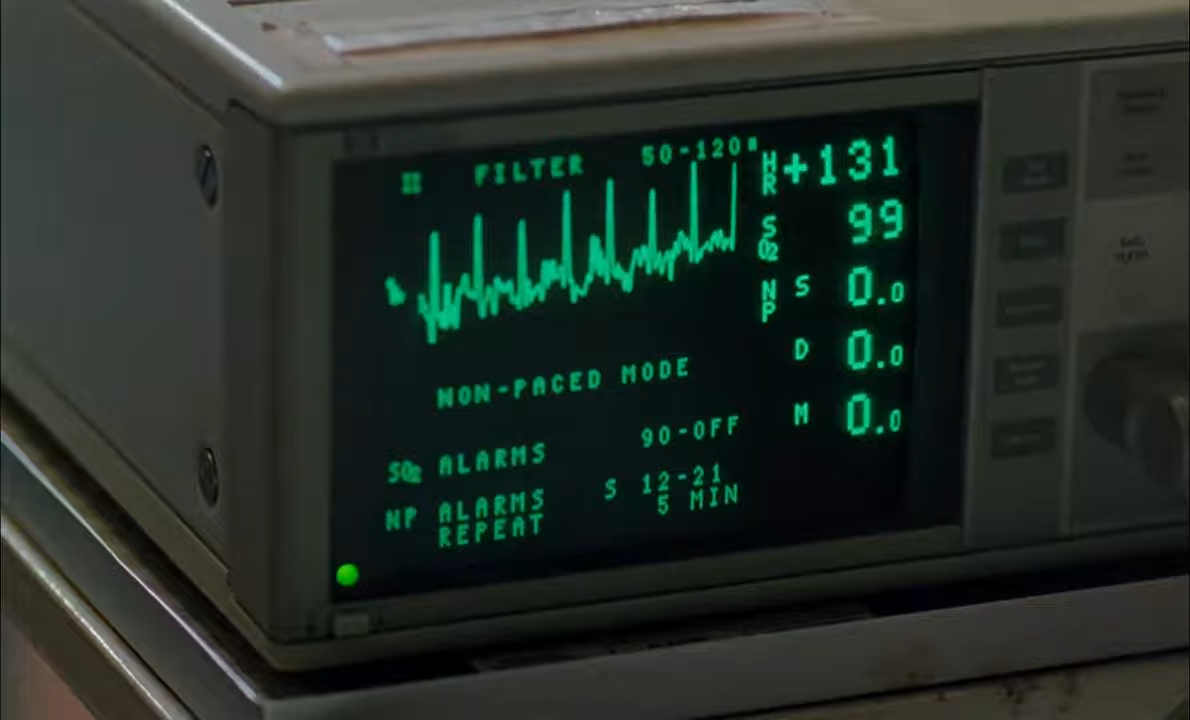 FILTER 50-120
HR +131
SO2 99
NP S 0.0
D 0.0
M 0.0
NON-PACED MODE
SO2 ALARMS 90-OFF
NP ALARMS S 12-21
REPEAT 5 MIN